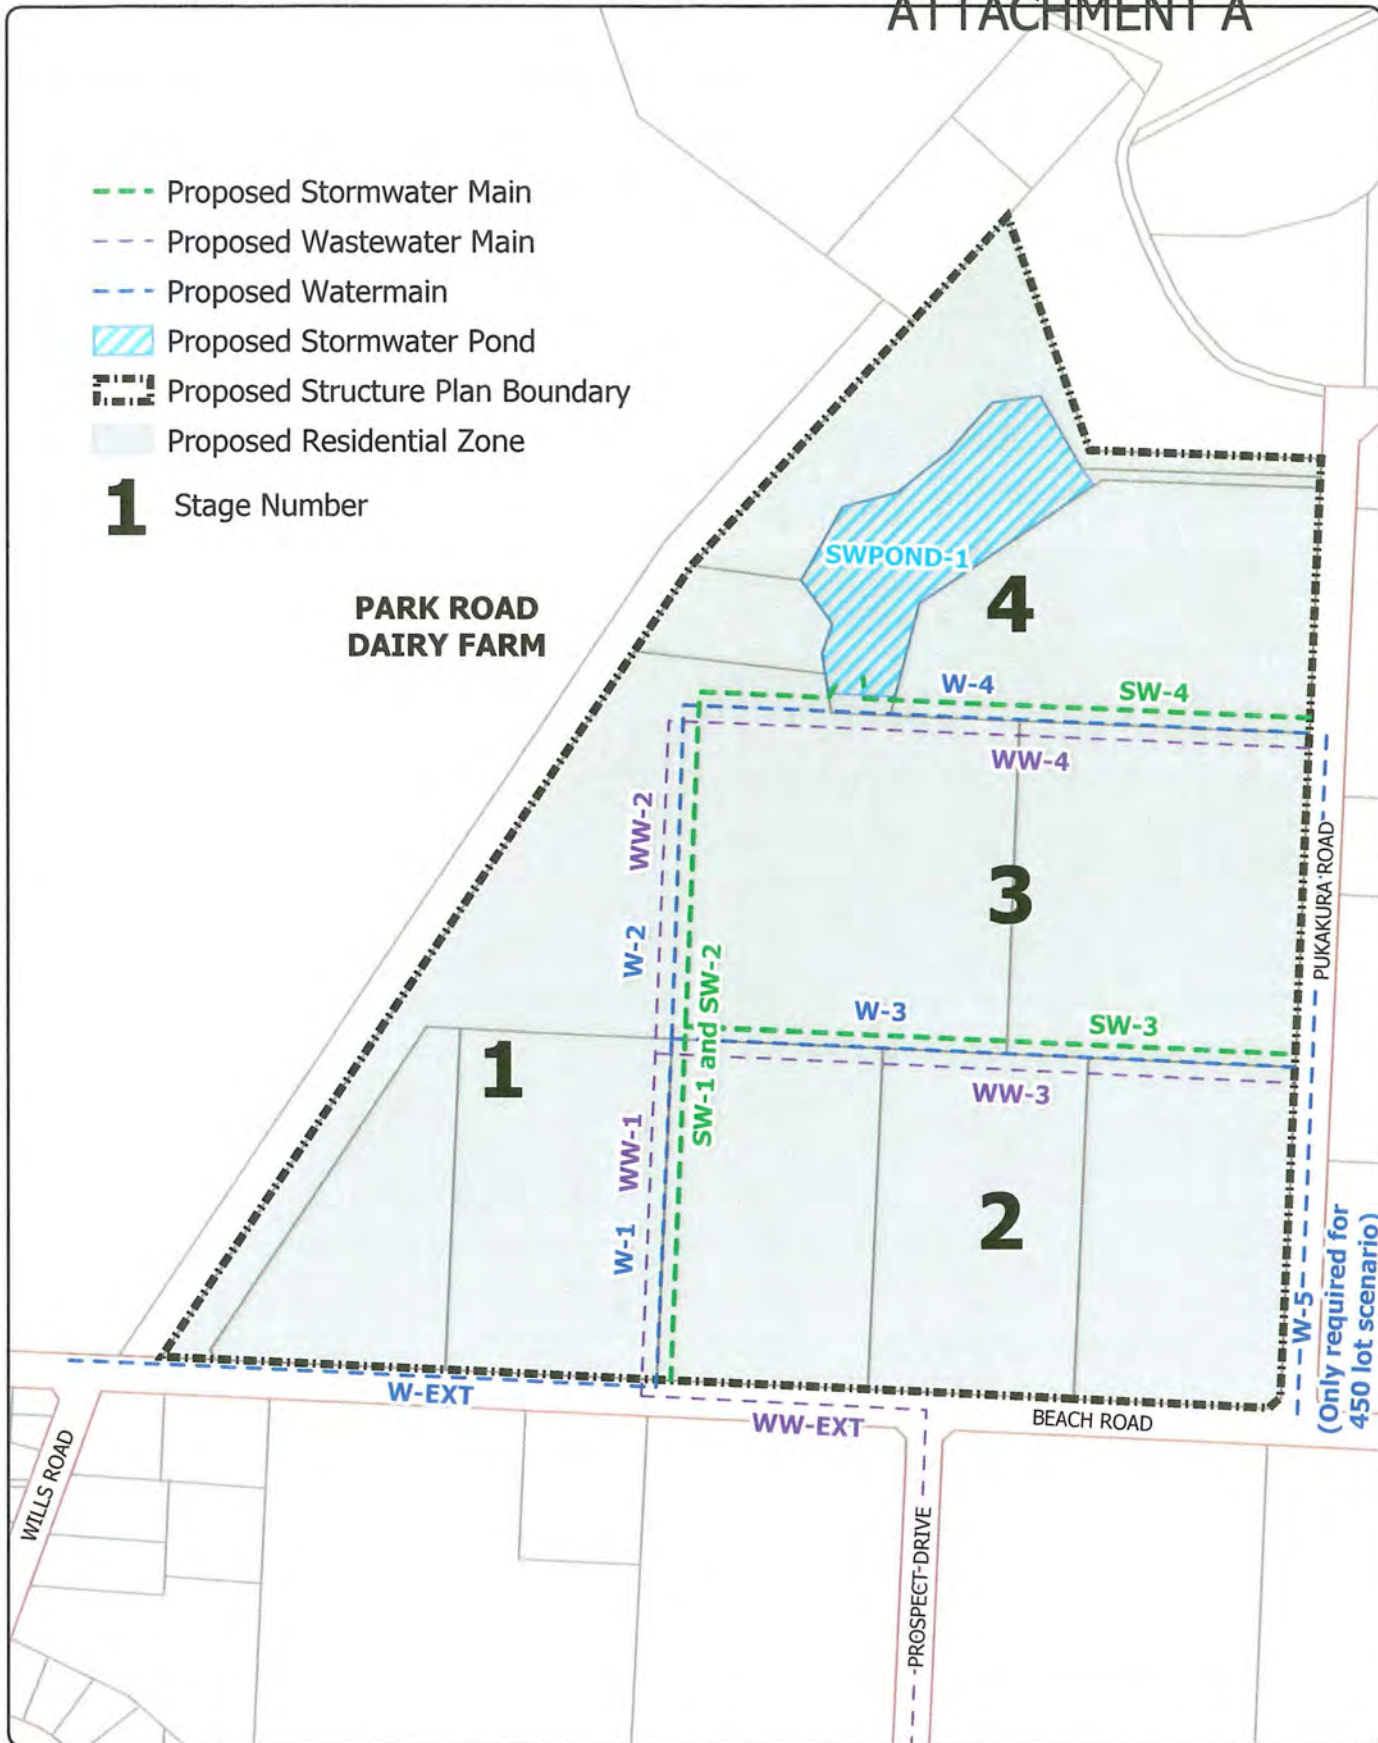 ATTACHMENT A
Proposed Stormwater Main
Proposed Wastewater Main
Proposed Watermain
Proposed Stormwater Pond
Proposed Structure Plan Boundary
Proposed Residential Zone
1 Stage Number
PARK ROAD
DAIRY FARM
SWPOND-1
4
W-4
SW-4
WW-4
WW-2
3
PUKAKURA ROAD
W-2
SW-1 and SW-2
W-3
SW-3
1
WW-3
WW-1
2
W-1
W-5
(Only required for
450 lot scenario)
W-EXT
WW-EXT
BEACH ROAD
WILLS ROAD
PROSPECT DRIVE